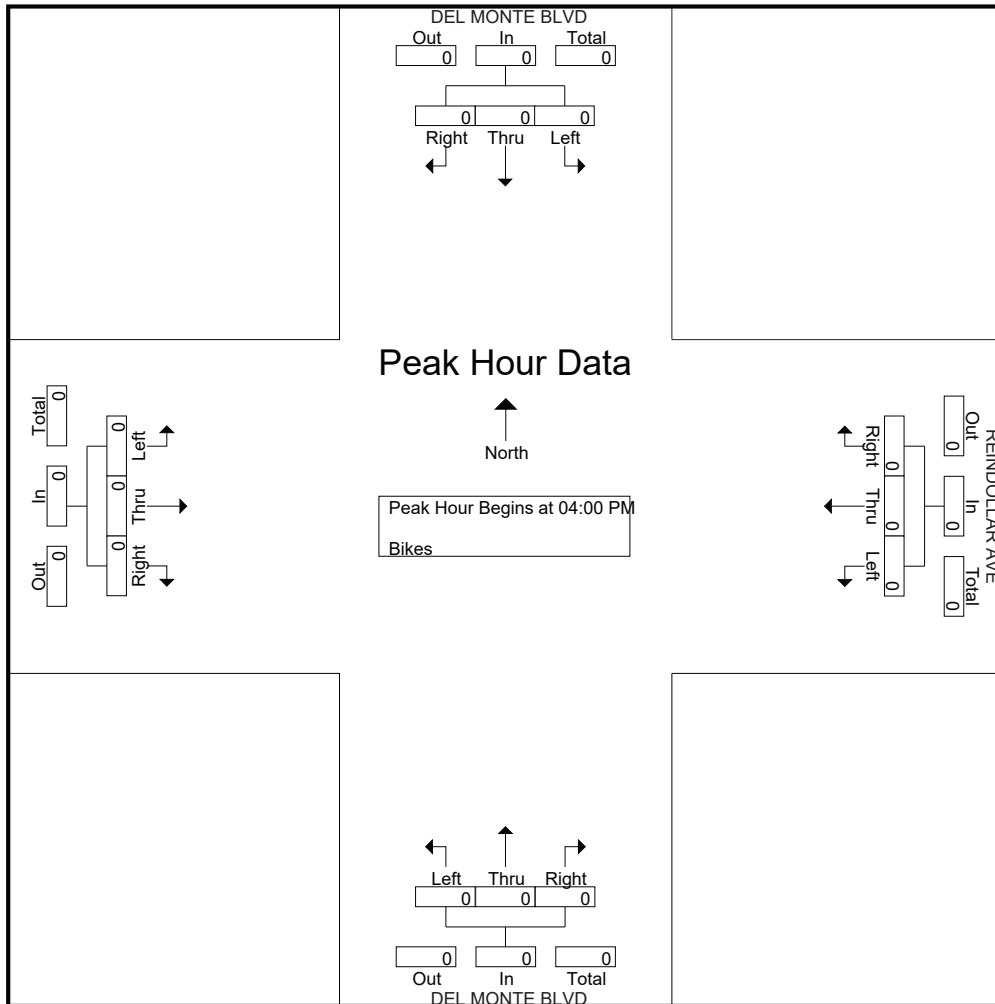 DEL MONTE BLVD
Out In Total
0 0 0
0 0 0
Right Thru Left
Peak Hour Data
North
Peak Hour Begins at 04:00 PM
Bikes
Total In Out
0 0 0
0 0 0
Left Thru Right
Right Thru Left
0 0 0
0 0 0
Out In Total
REINDOLLAR AVE
Left Thru Right
0 0 0
0 0 0
Out In Total
DEL MONTE BLVD